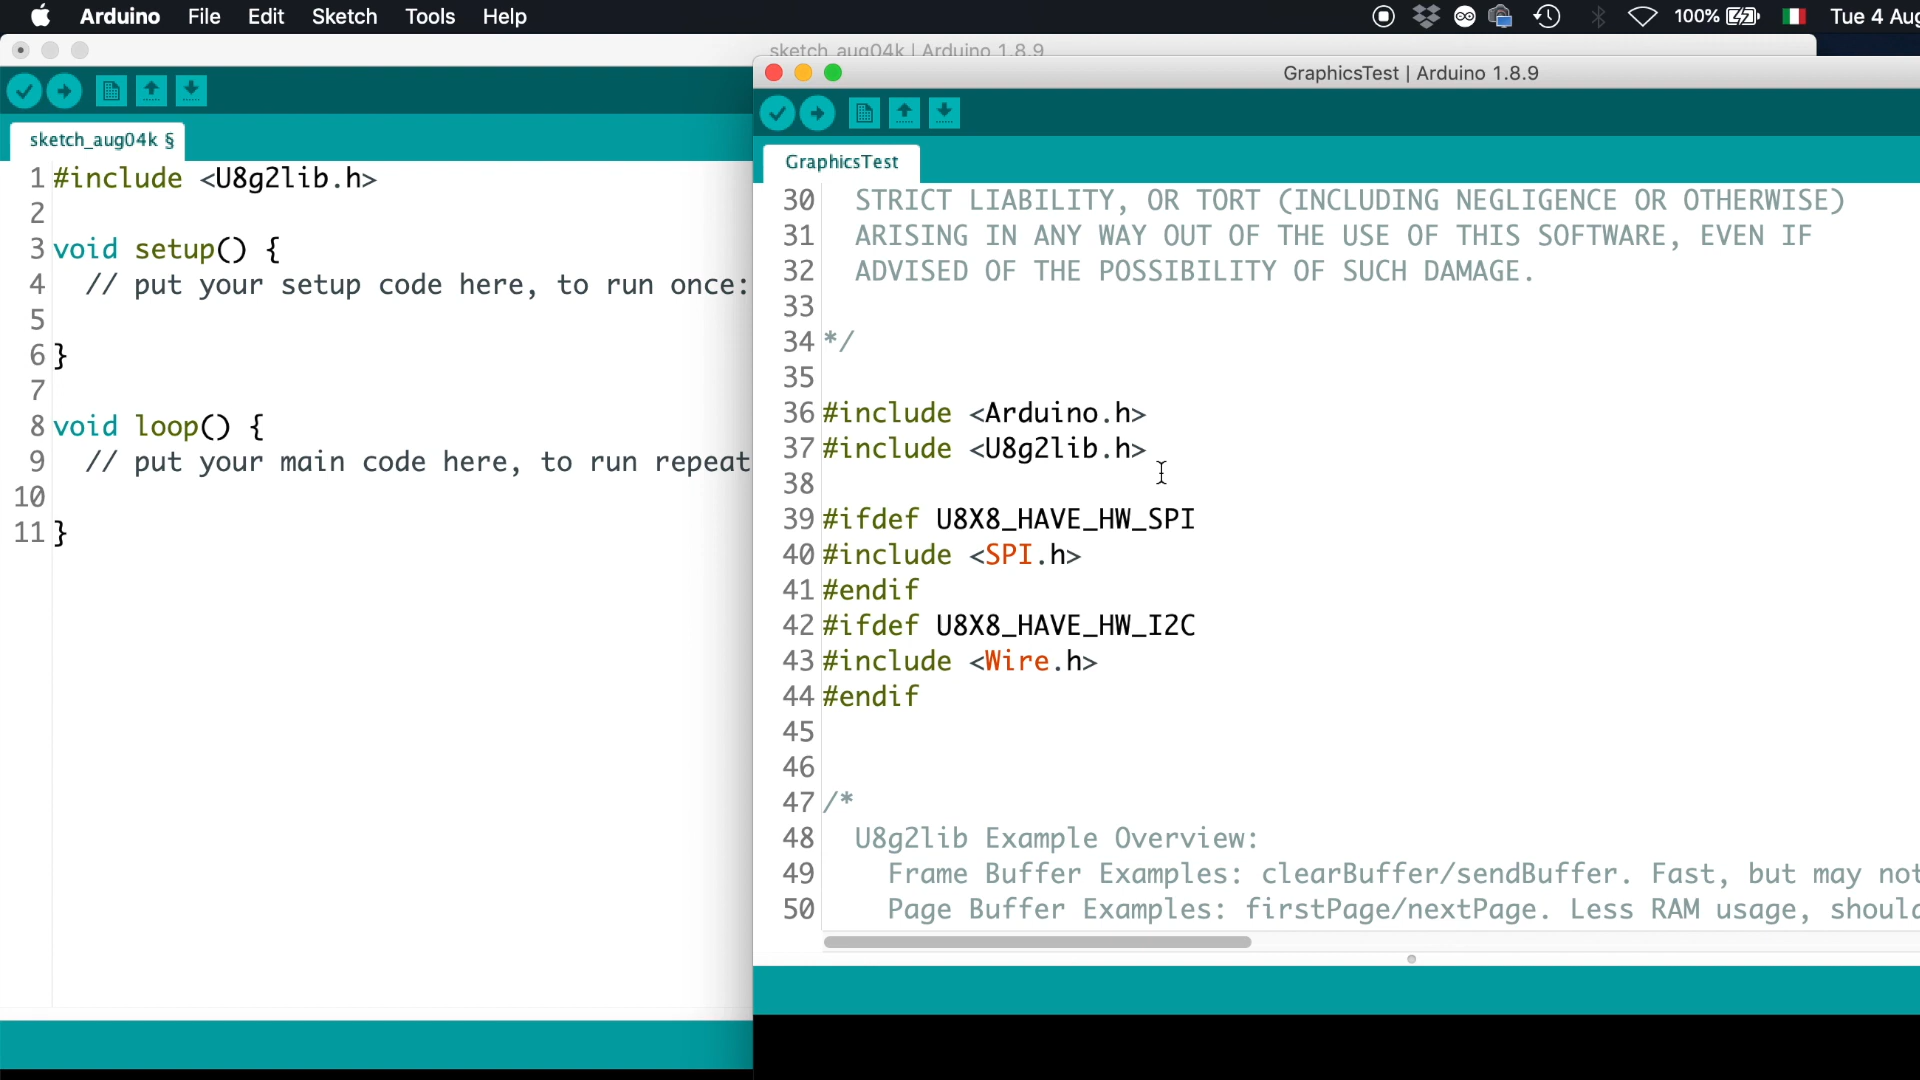 Arduino File Edit Sketch Tools Help 100% Tue 4 Aug
sketch_aug04k | Arduino 1.8.9
sketch_aug04k §
1 #include <U8g2lib.h>
2
3 void setup() {
4 // put your setup code here, to run once:
5
6 }
7
8 void loop() {
9 // put your main code here, to run repeat
10
11 }
GraphicsTest | Arduino 1.8.9
GraphicsTest
30 STRICT LIABILITY, OR TORT (INCLUDING NEGLIGENCE OR OTHERWISE)
31 ARISING IN ANY WAY OUT OF THE USE OF THIS SOFTWARE, EVEN IF
32 ADVISED OF THE POSSIBILITY OF SUCH DAMAGE.
33
34 */
35
36 #include <Arduino.h>
37 #include <U8g2lib.h>
38
39 #ifdef U8X8_HAVE_HW_SPI
40 #include <SPI.h>
41 #endif
42 #ifdef U8X8_HAVE_HW_I2C
43 #include <Wire.h>
44 #endif
45
46
47 /*
48 U8g2lib Example Overview:
49 Frame Buffer Examples: clearBuffer/sendBuffer. Fast, but may not
50 Page Buffer Examples: firstPage/nextPage. Less RAM usage, should